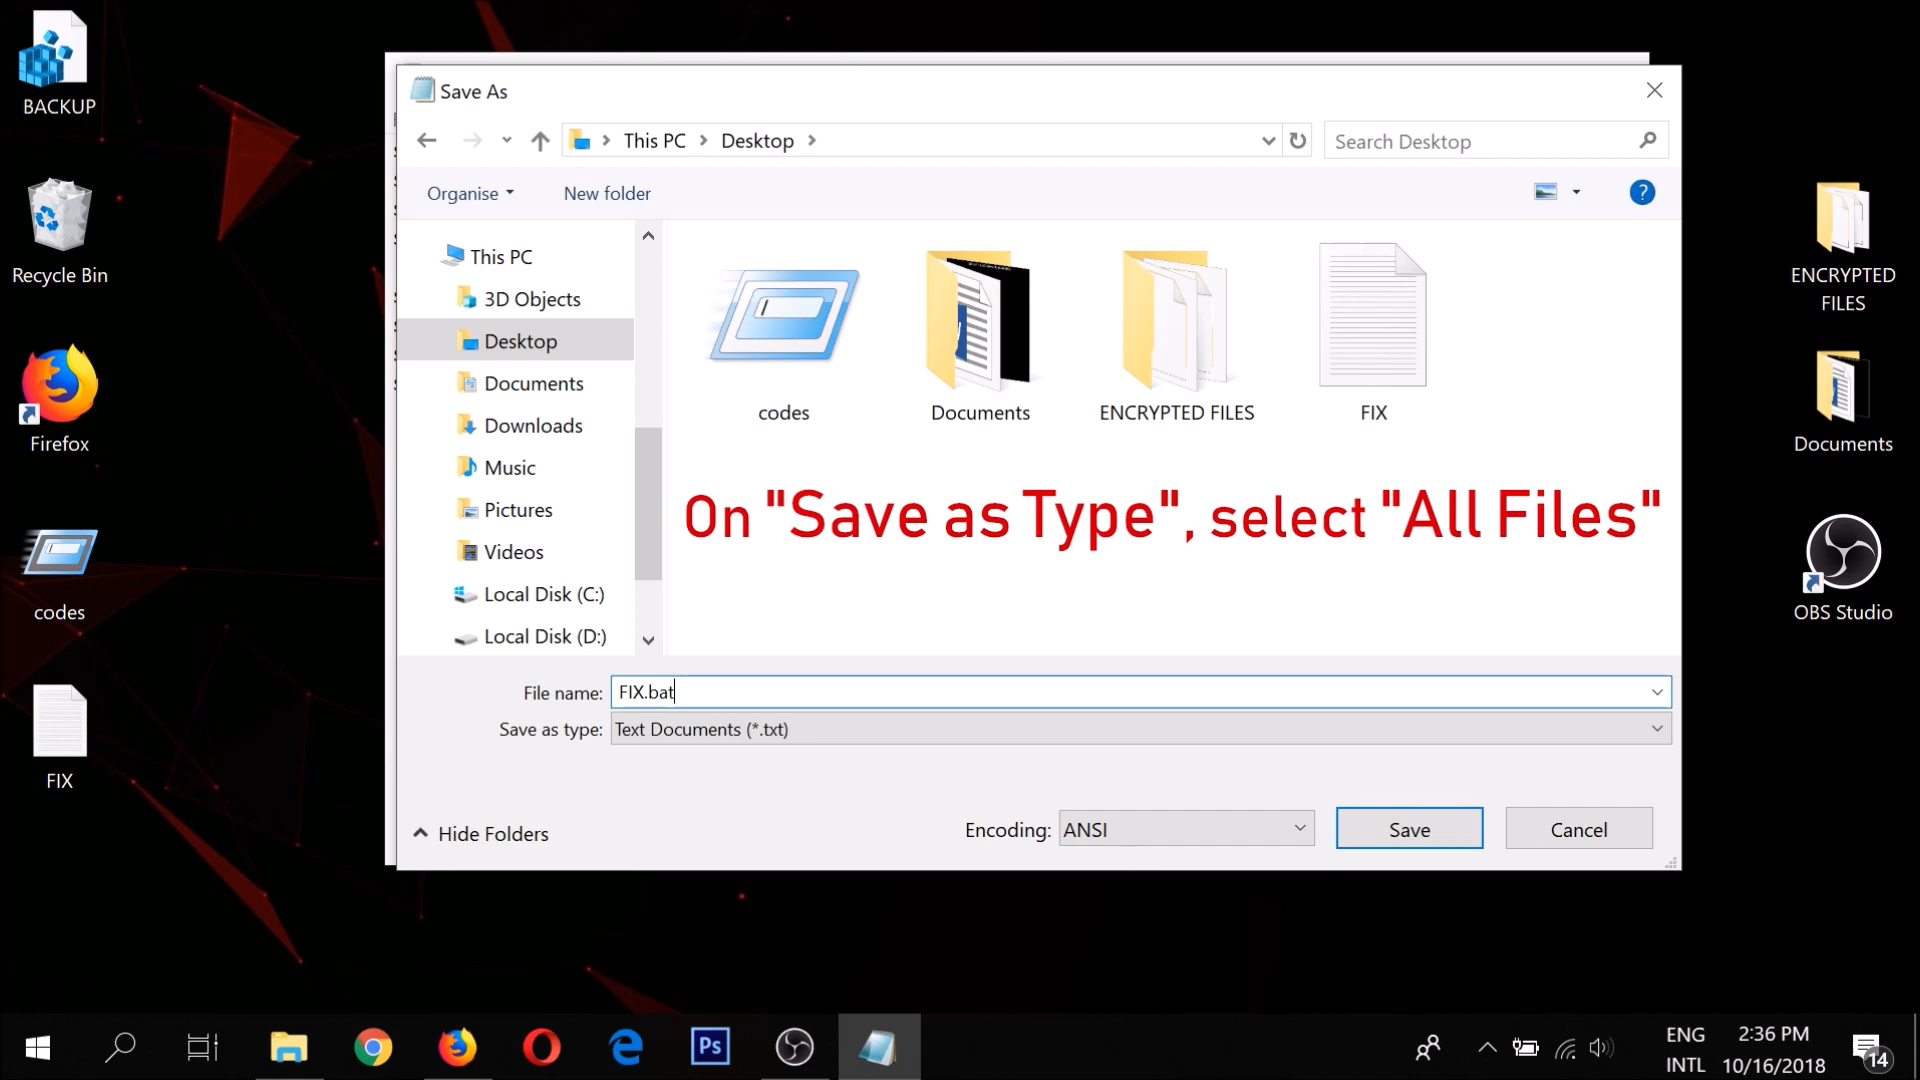 BACKUP
Recycle Bin
Firefox
codes
FIX
Save As
This PC
Desktop
Search Desktop
Organise
New folder
?
This PC
3D Objects
Desktop
Documents
Downloads
Music
Pictures
Videos
Local Disk (C:)
Local Disk (D:)
codes
Documents
ENCRYPTED FILES
FIX
On "Save as Type", select "All Files"
File name: FIX.bat
Save as type: Text Documents (*.txt)
Hide Folders
Encoding: ANSI
Save
Cancel
ENCRYPTED
FILES
Documents
OBS Studio
Ps
ENG
INTL
2:36 PM
10/16/2018
14